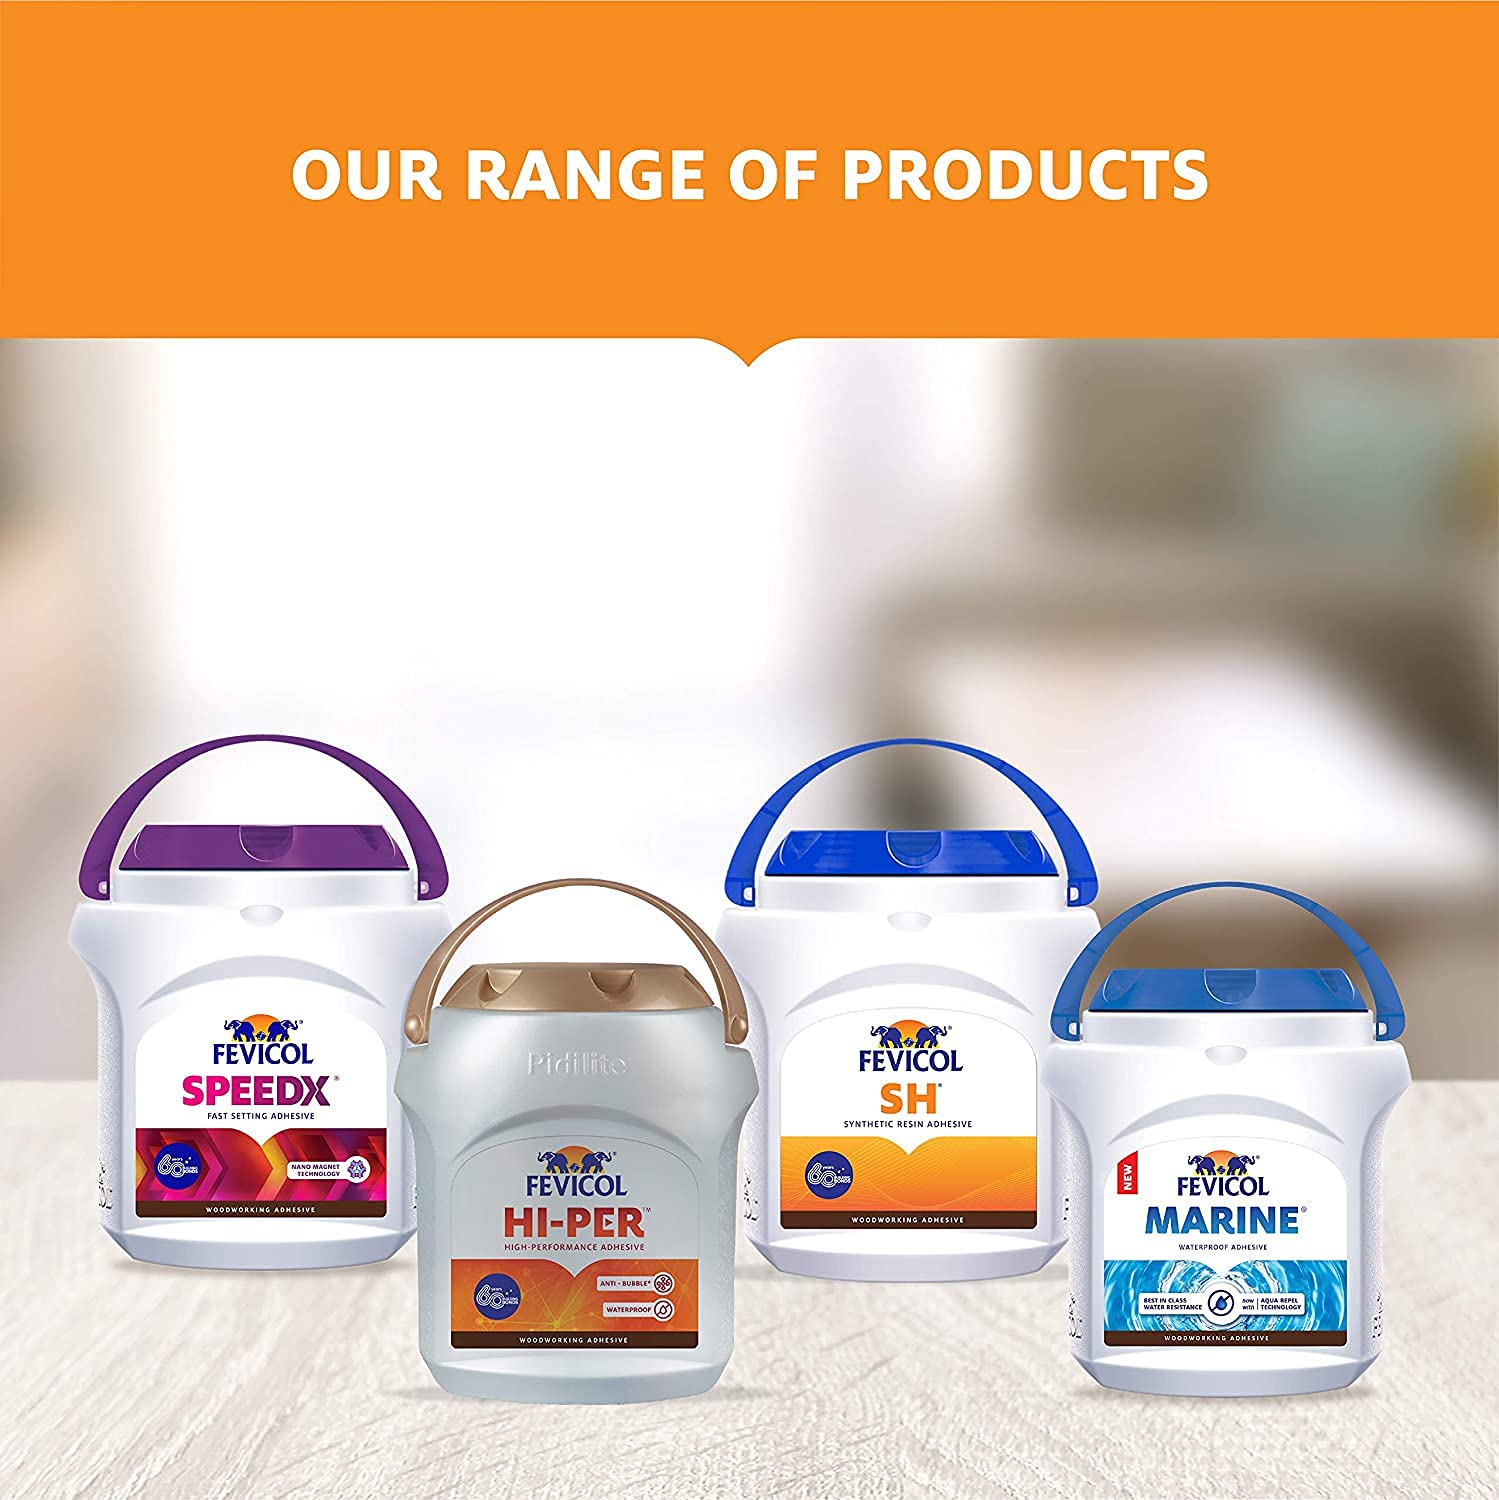 OUR RANGE OF PRODUCTS
FEVICOL
SPEEDX®
FAST SETTING ADHESIVE
60 years
BUILDING
BONDS
NANO MAGNET
TECHNOLOGY
WOODWORKING ADHESIVE
Pidilite
FEVICOL
HI-PER™
HIGH-PERFORMANCE ADHESIVE
60 years
BUILDING
BONDS
ANTI - BUBBLE*
WATERPROOF
WOODWORKING ADHESIVE
FEVICOL
SH®
SYNTHETIC RESIN ADHESIVE
60 years
BUILDING
BONDS
WOODWORKING ADHESIVE
NEW
FEVICOL
MARINE®
WATERPROOF ADHESIVE
BEST IN CLASS
WATER RESISTANCE
now
with
AQUA REPEL
TECHNOLOGY
WOODWORKING ADHESIVE